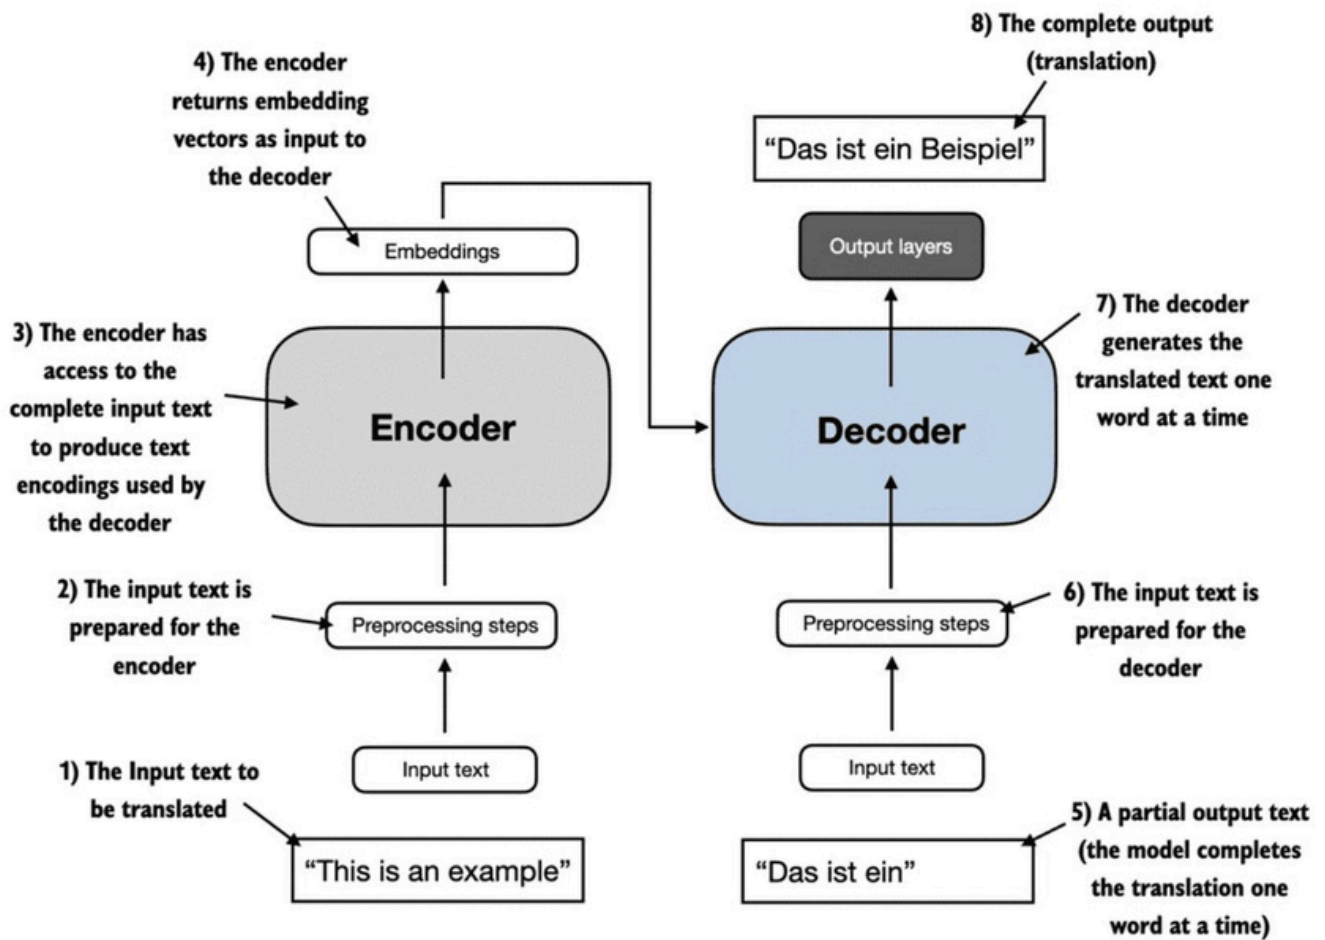 8) The complete output
(translation)
4) The encoder
returns embedding
vectors as input to
the decoder
“Das ist ein Beispiel”
Embeddings
Output layers
3) The encoder has
access to the
complete input text
to produce text
encodings used by
the decoder
Encoder
Decoder
7) The decoder
generates the
translated text one
word at a time
2) The input text is
prepared for the
encoder
Preprocessing steps
Preprocessing steps
6) The input text is
prepared for the
decoder
1) The Input text to
be translated
Input text
Input text
“This is an example”
“Das ist ein”
5) A partial output text
(the model completes
the translation one
word at a time)